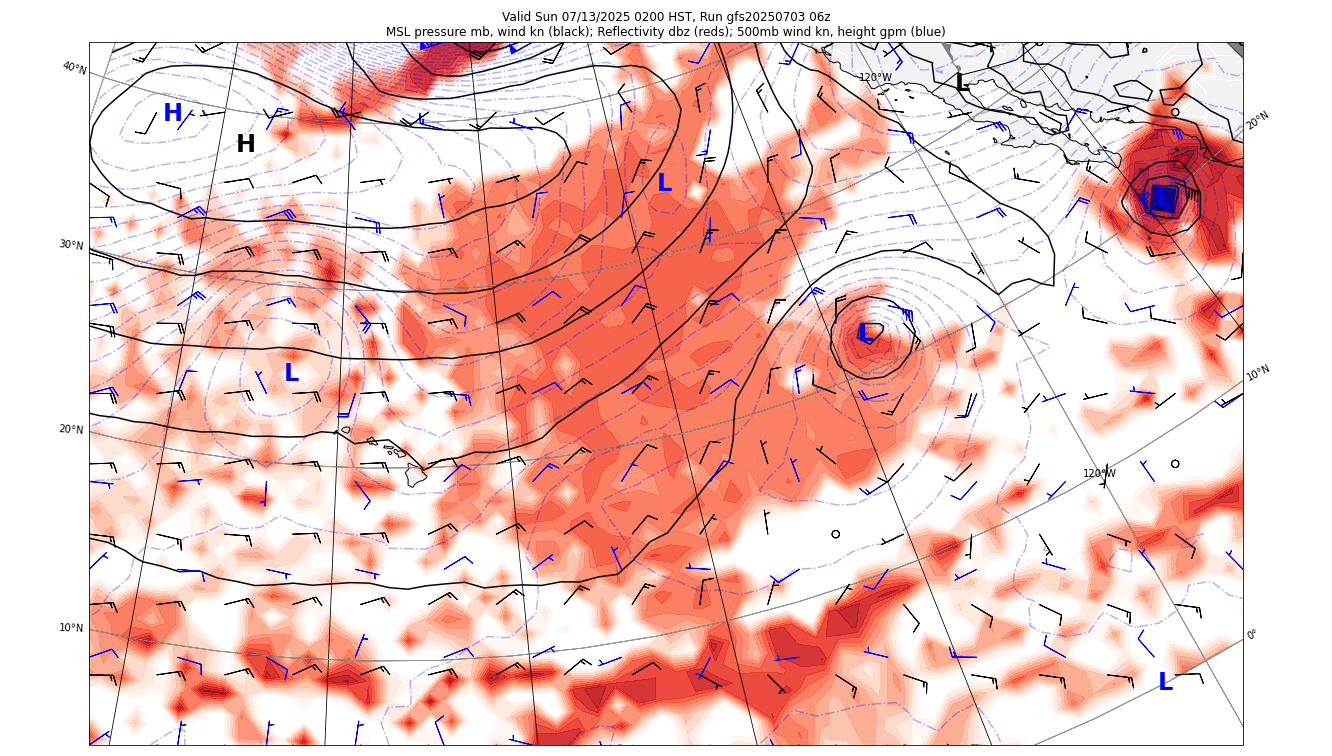 Valid Sun 07/13/2025 0200 HST, Run gfs20250703 06z
MSL pressure mb, wind kn (black); Reflectivity dbz (reds); 500mb wind kn, height gpm (blue)
40°N
120°W
L
20°N
H
H
L
30°N
L
L
10°N
20°N
120°W
10°N
0°
L